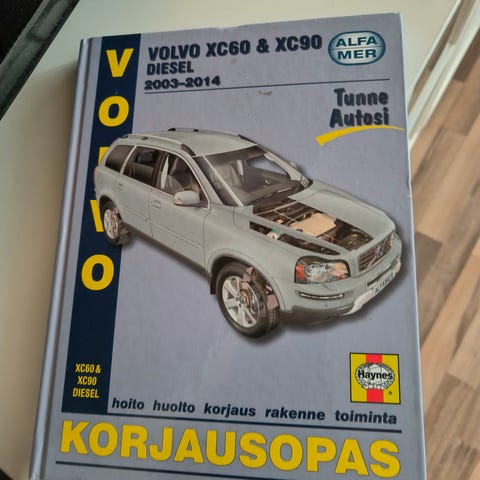 VOLVO
VOLVO XC60 & XC90
DIESEL
2003-2014
ALFA
MER
Tunne
Autosi
ALFAMER
XC60 &
XC90
DIESEL
Haynes
hoito huolto korjaus rakenne toiminta
KORJAUSOPAS